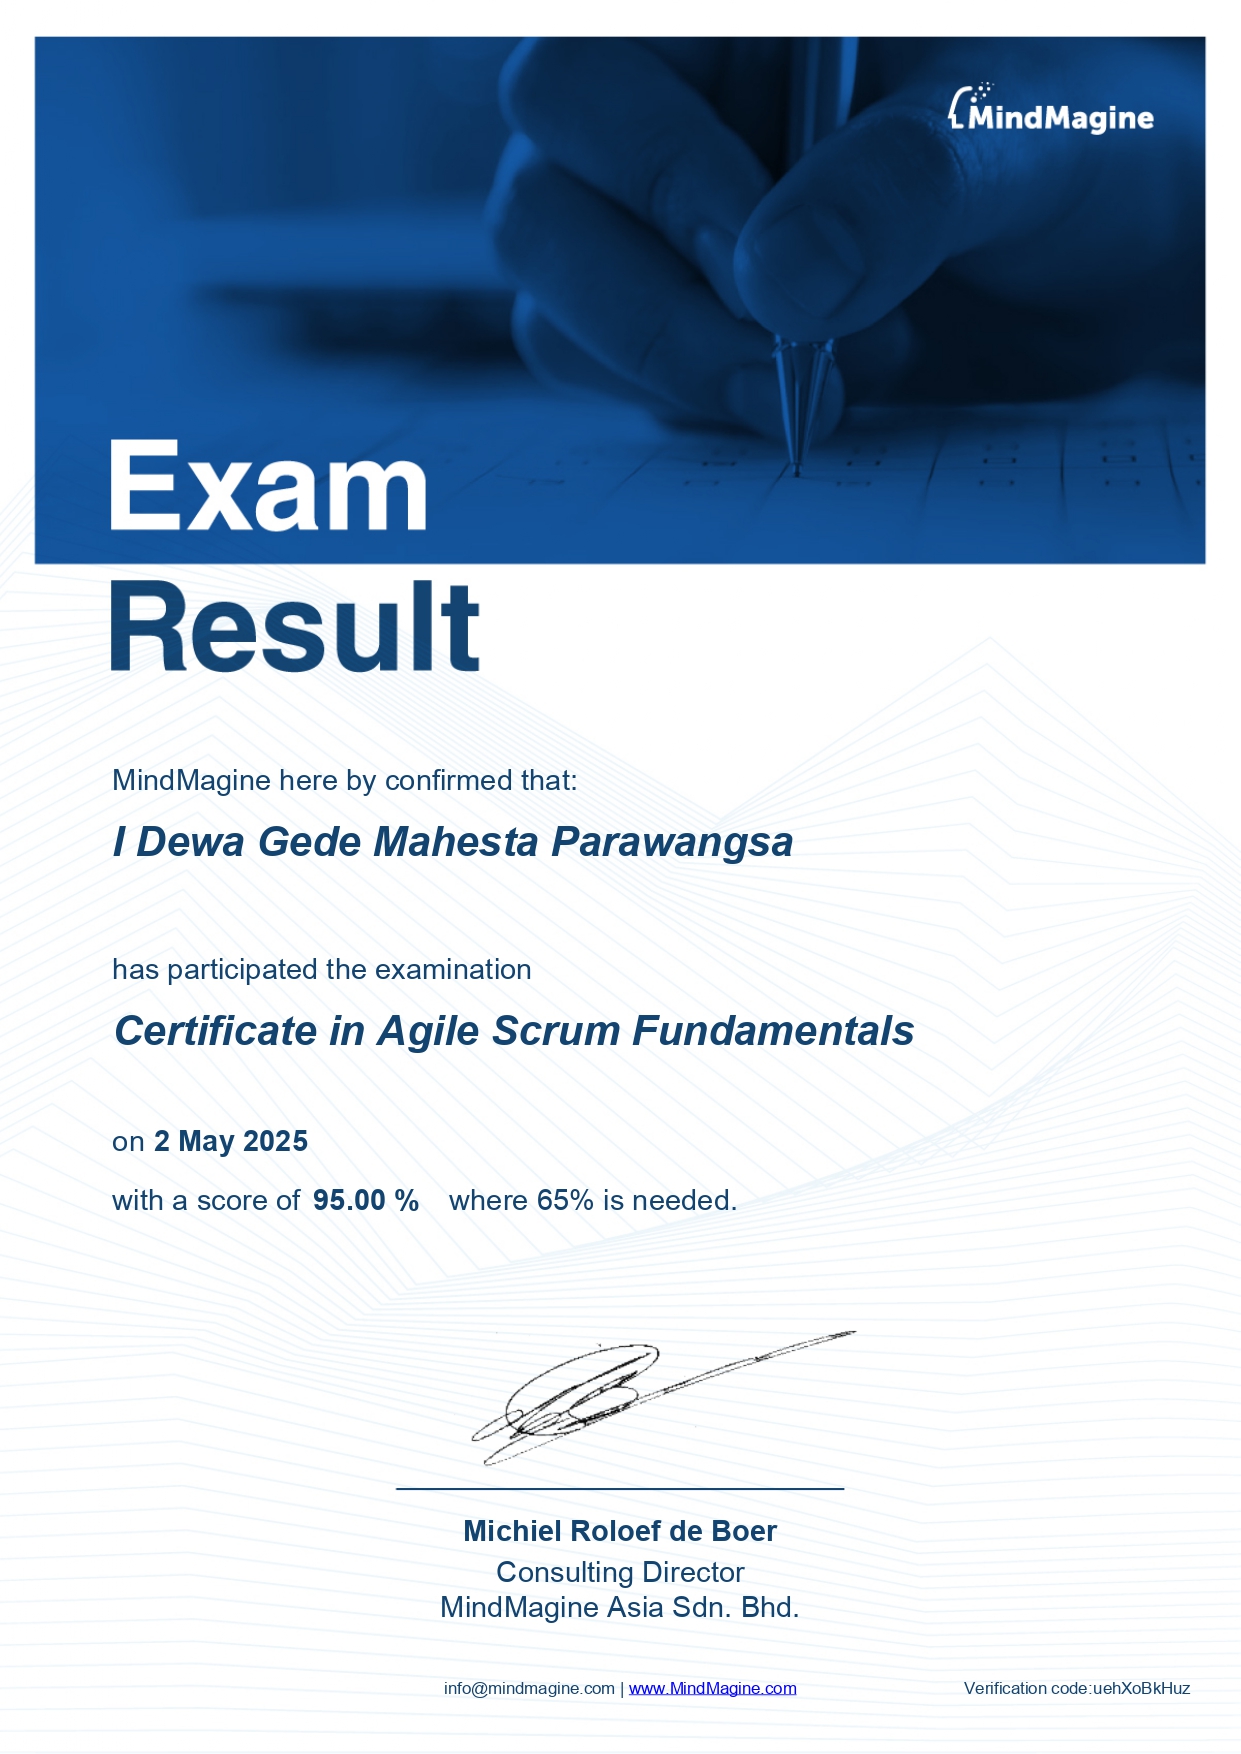 MindMagine
Exam
Result
MindMagine here by confirmed that:
I Dewa Gede Mahesta Parawangsa
has participated the examination
Certificate in Agile Scrum Fundamentals
on 2 May 2025
with a score of 95.00 % where 65% is needed.
Michiel Roloef de Boer
Consulting Director
MindMagine Asia Sdn. Bhd.
info@mindmagine.com | www.MindMagine.com
Verification code:uehXoBkHuz